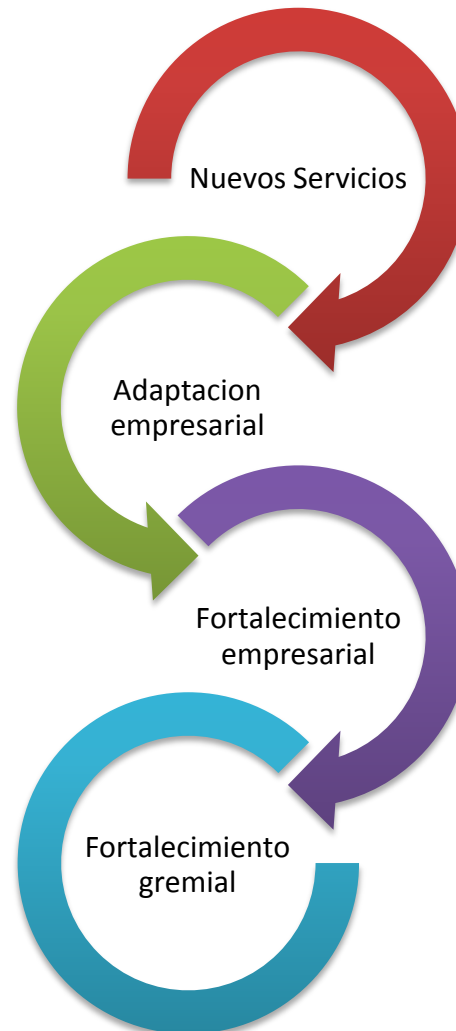 Nuevos Servicios
Adaptacion
empresarial
Fortalecimiento
empresarial
Fortalecimiento
gremial